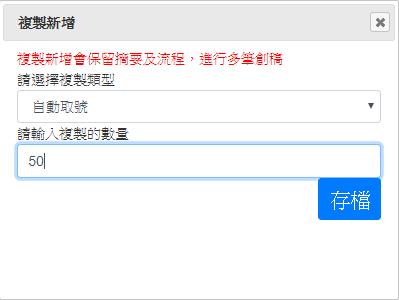 複製新增
複製新增會保留摘要及流程，進行多筆創稿
請選擇複製類型
自動取號
請輸入複製的數量
50
存檔